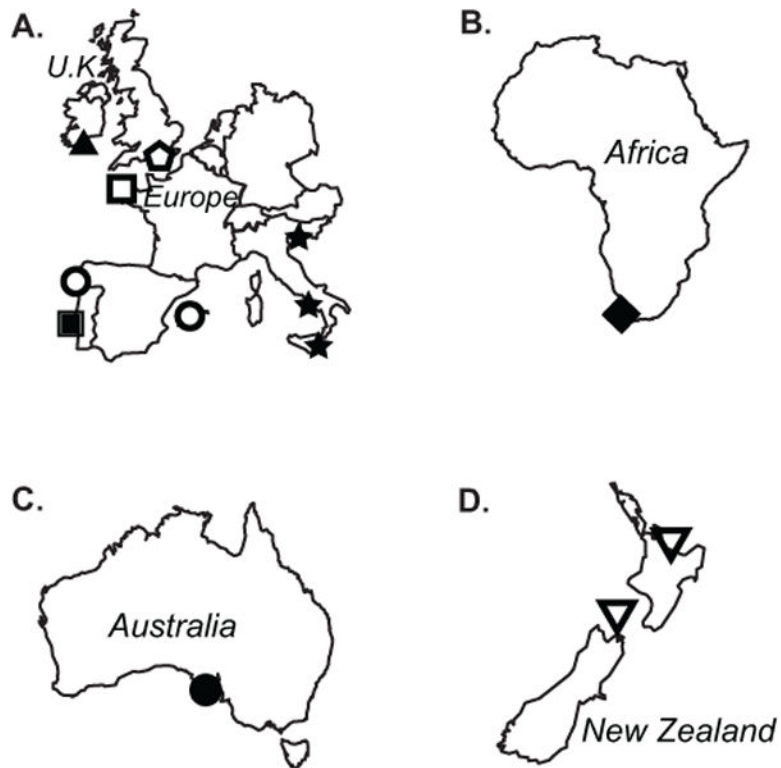 A.
U.K
Europe
B.
Africa
C.
Australia
D.
New Zealand